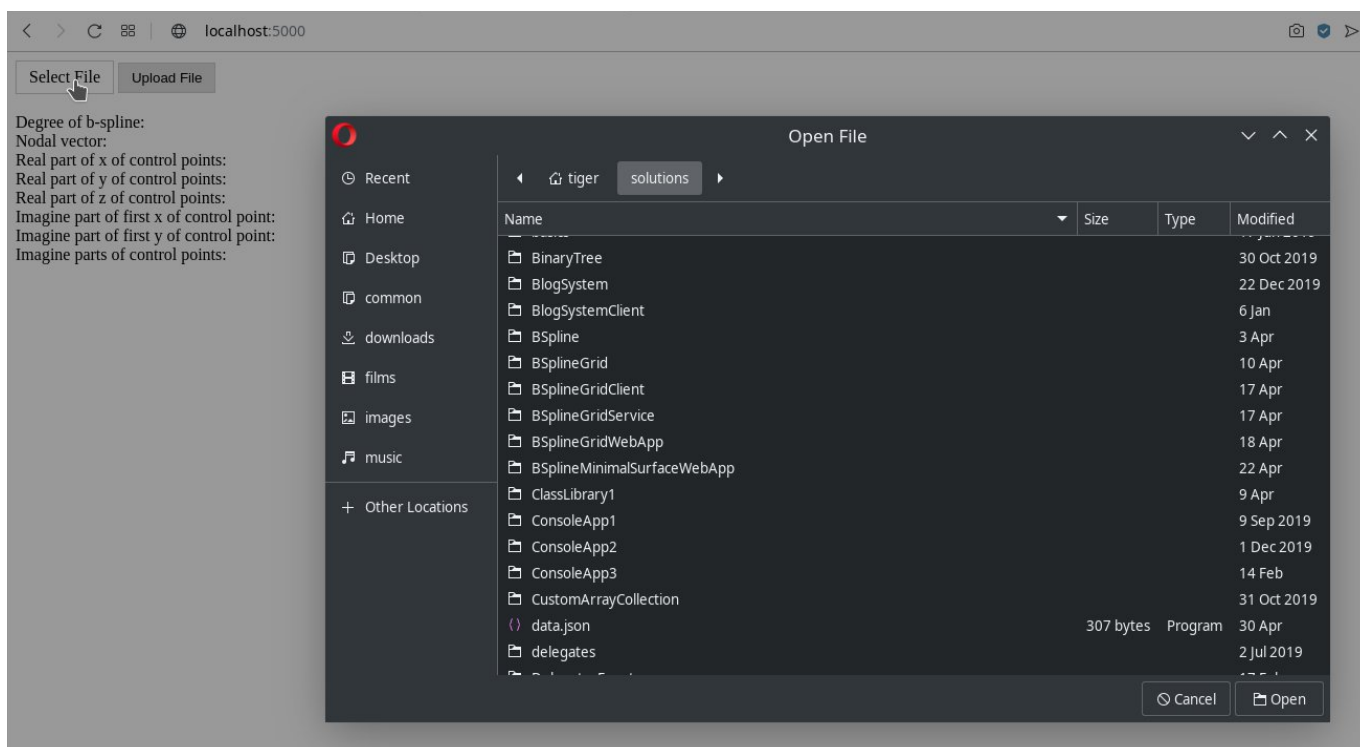 localhost:5000
Select File Upload File
Degree of b-spline:
Nodal vector:
Real part of x of control points:
Real part of y of control points:
Real part of z of control points:
Imagine part of first x of control point:
Imagine part of first y of control point:
Imagine parts of control points:
Open File
Recent
Home
Desktop
common
downloads
films
images
music
Other Locations
tiger solutions
Name Size Type Modified
BinaryTree 30 Oct 2019
BlogSystem 22 Dec 2019
BlogSystemClient 6 Jan
BSpline 3 Apr
BSplineGrid 10 Apr
BSplineGridClient 17 Apr
BSplineGridService 17 Apr
BSplineGridWebApp 18 Apr
BSplineMinimalSurfaceWebApp 22 Apr
ClassLibrary1 9 Apr
ConsoleApp1 9 Sep 2019
ConsoleApp2 1 Dec 2019
ConsoleApp3 14 Feb
CustomArrayCollection 31 Oct 2019
data.json 307 bytes Program 30 Apr
delegates 2 Jul 2019
Cancel Open